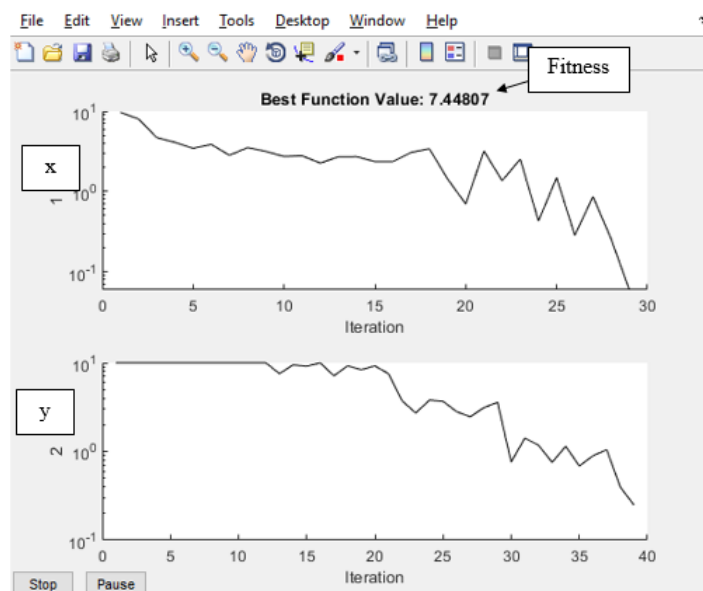 File Edit View Insert Tools Desktop Window Help
Fitness
Best Function Value: 7.44807
10^1
10^0
10^-1
x
1
0 5 10 15 20 25 30
Iteration
10^1
10^0
10^-1
y
2
0 5 10 15 20 25 30 35 40
Iteration
Stop Pause